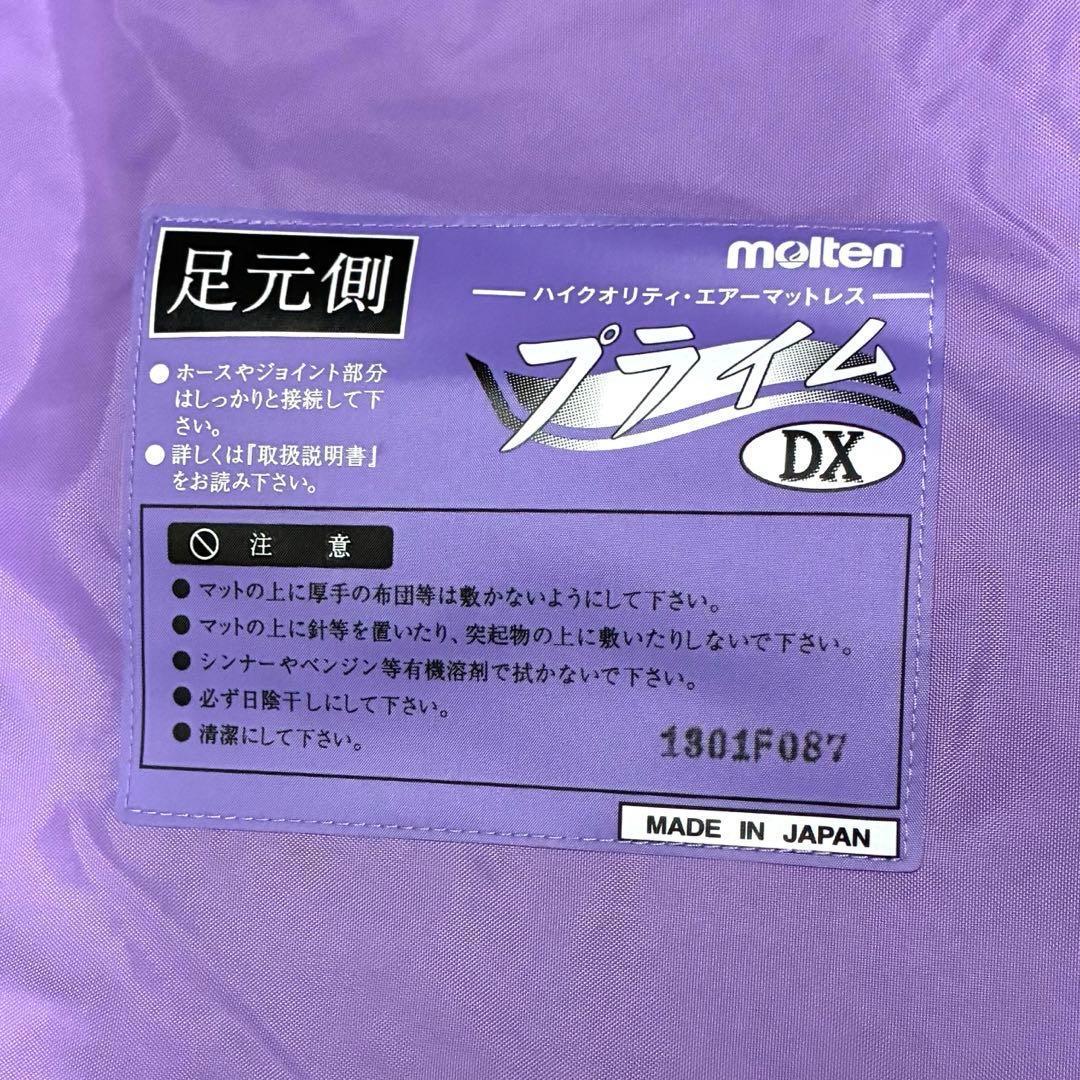 足元側
● ホースやジョイント部分
はしっかりと接続して下
さい。
● 詳しくは『取扱説明書』
をお読み下さい。
molten
ハイクオリティ・エアーマットレス
プライム
DX
注意
● マットの上に厚手の布団等は敷かないようにして下さい。
● マットの上に針等を置いたり、突起物の上に敷いたりしないで下さい。
● シンナーやベンジン等有機溶剤で拭かないで下さい。
● 必ず日陰干しにして下さい。
● 清潔にして下さい。
1301F087
MADE IN JAPAN